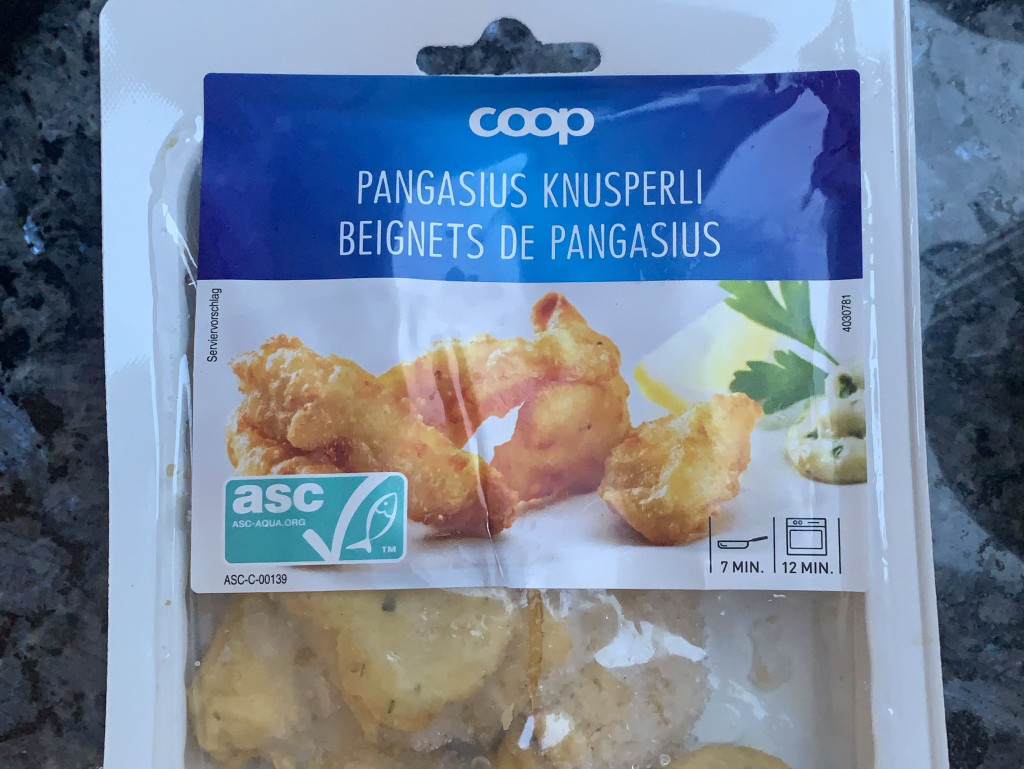 coop
PANGASIUS KNUSPERLI
BEIGNETS DE PANGASIUS
Serviervorschlag
4030781
asc
ASC-AQUA.ORG
TM
ASC-C-00139
7 MIN.
12 MIN.